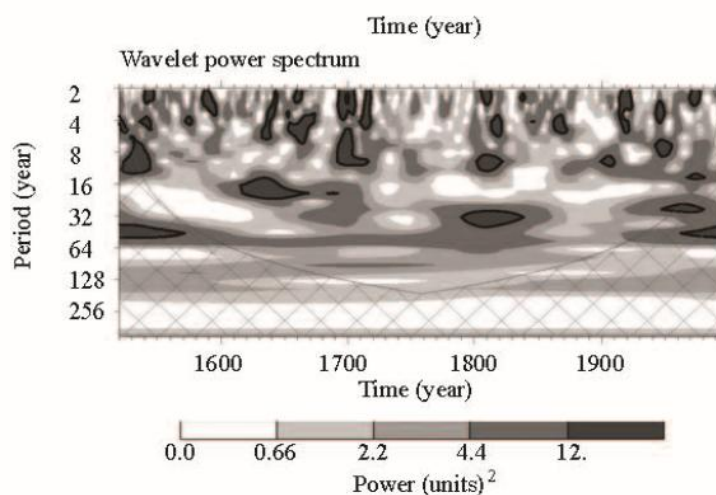 Time (year)
Wavelet power spectrum
Period (year)
2
4
8
16
32
64
128
256
1600 1700 1800 1900
Time (year)
0.0 0.66 2.2 4.4 12.
Power (units)²